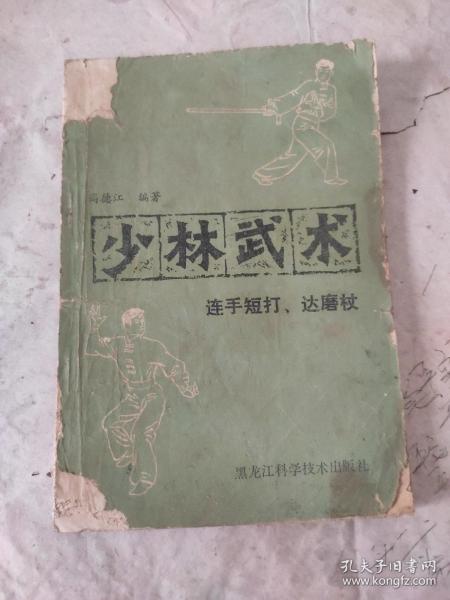 德江 编著
少林武术
连手短打、达磨杖
黑龙江科学技术出版社
孔夫子旧书网
www.kongfz.com